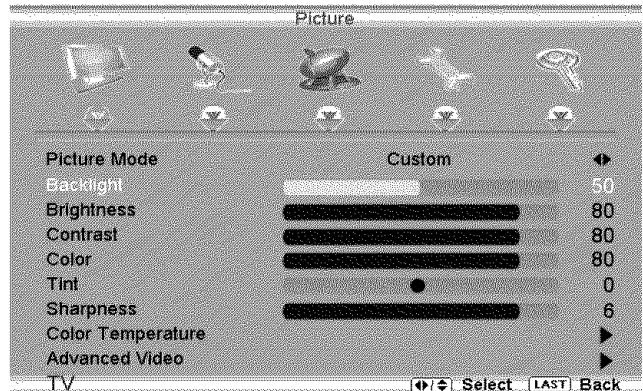 Picture
Picture Mode Custom
Backlight 50
Brightness 80
Contrast 80
Color 80
Tint 0
Sharpness 6
Color Temperature
Advanced Video
TV Select LAST Back